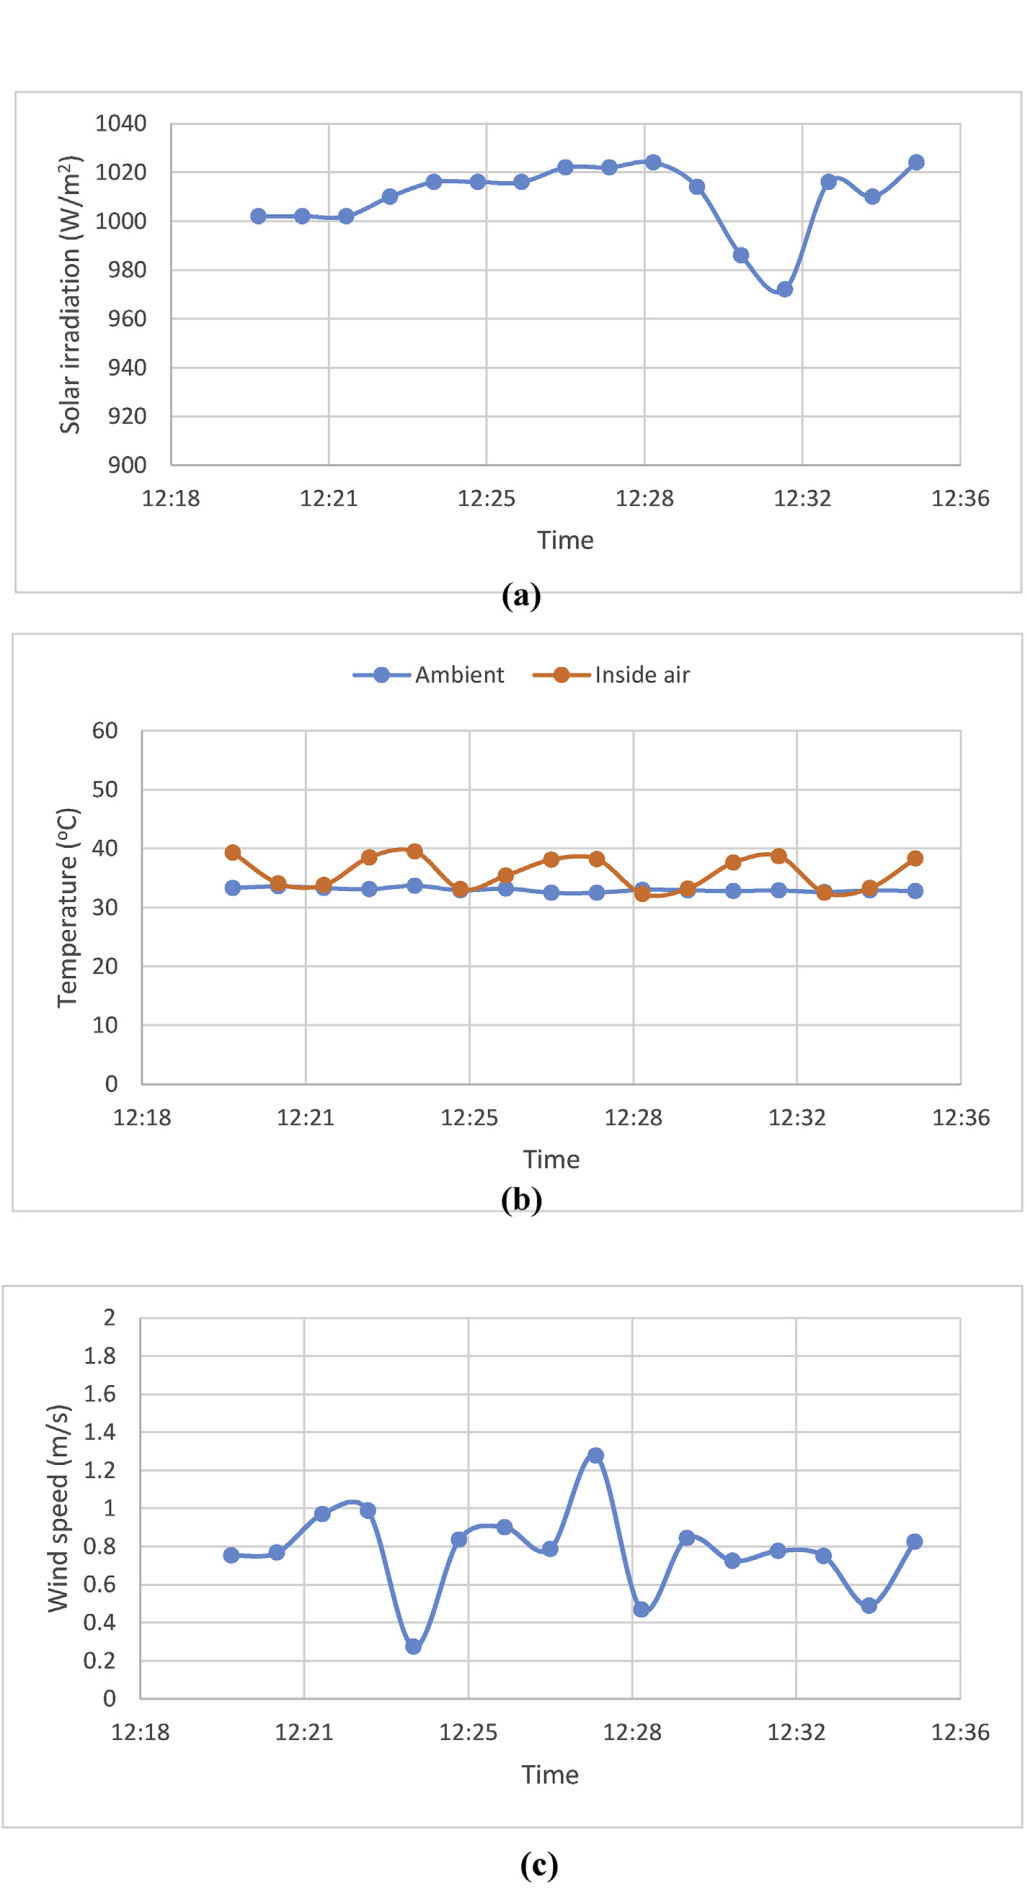 1040
1020
1000
980
960
940
920
900
Solar irradiation (W/m²)
12:18 12:21 12:25 12:28 12:32 12:36
Time
(a)
Ambient Inside air
60
50
40
30
20
10
0
Temperature (ºC)
12:18 12:21 12:25 12:28 12:32 12:36
Time
(b)
2
1.8
1.6
1.4
1.2
1
0.8
0.6
0.4
0.2
0
Wind speed (m/s)
12:18 12:21 12:25 12:28 12:32 12:36
Time
(c)